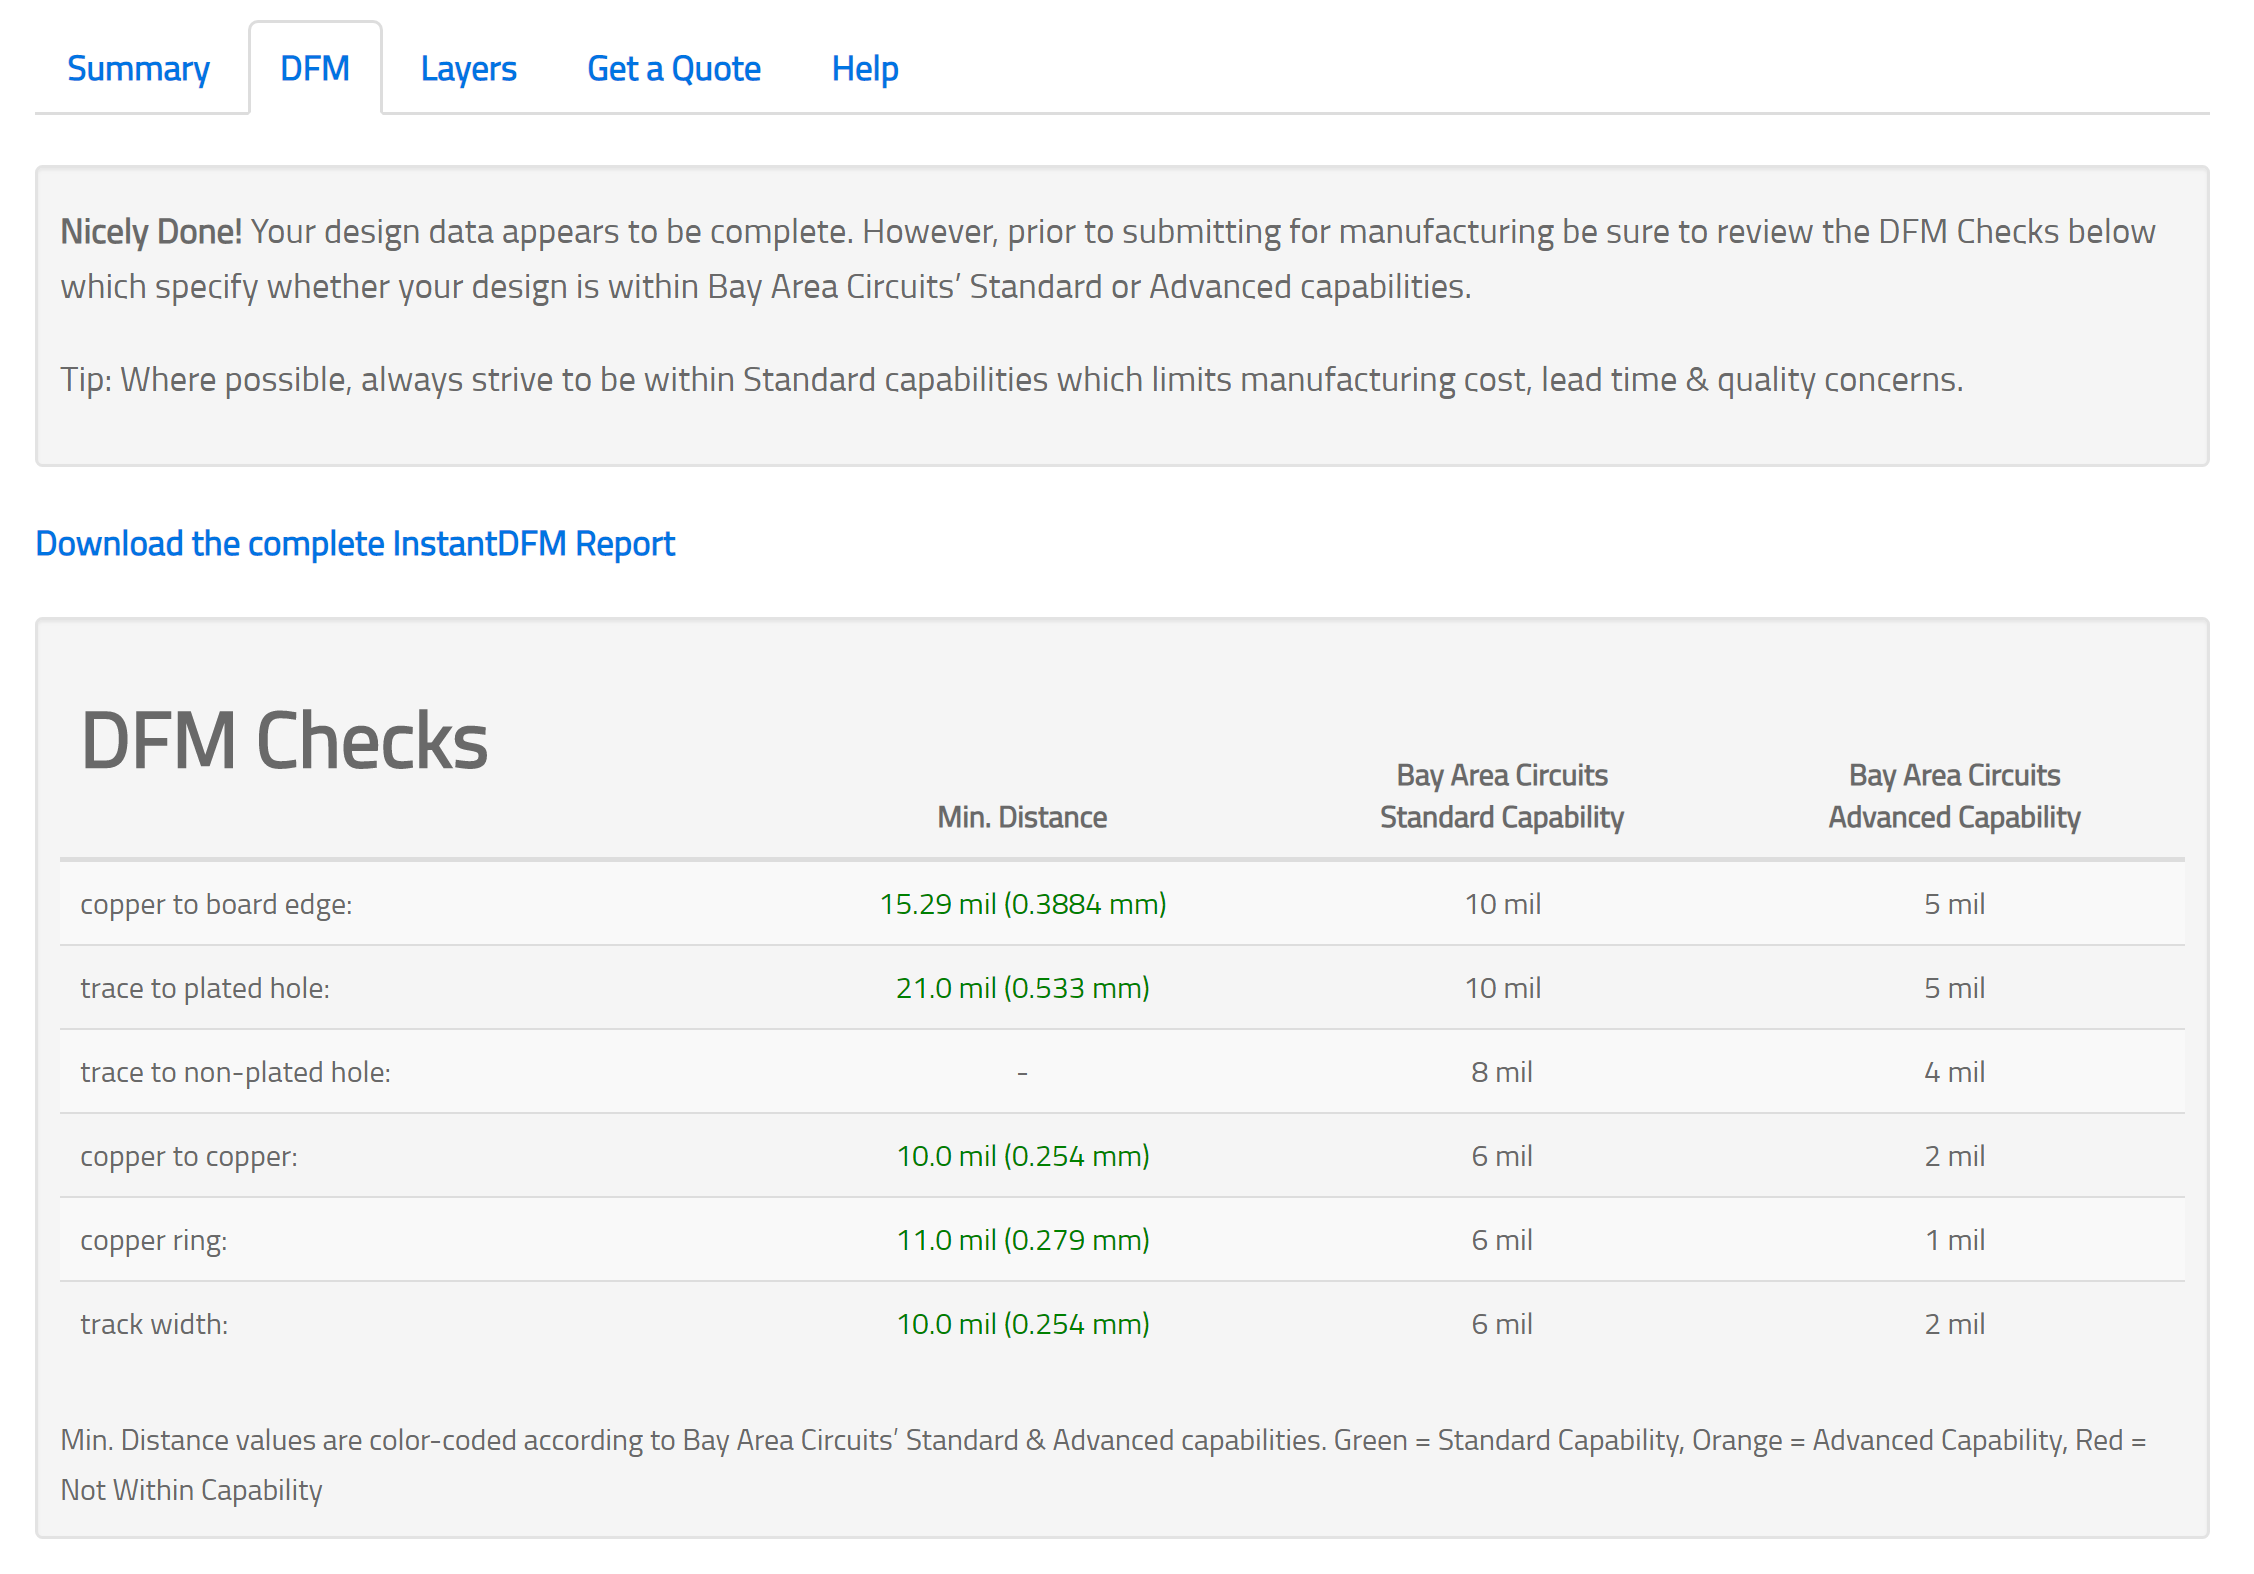 Summary DFM Layers Get a Quote Help
Nicely Done! Your design data appears to be complete. However, prior to submitting for manufacturing be sure to review the DFM Checks below
which specify whether your design is within Bay Area Circuits’ Standard or Advanced capabilities.
Tip: Where possible, always strive to be within Standard capabilities which limits manufacturing cost, lead time & quality concerns.
Download the complete InstantDFM Report
DFM Checks
Min. Distance
Bay Area Circuits
Standard Capability
Bay Area Circuits
Advanced Capability
copper to board edge: 15.29 mil (0.3884 mm) 10 mil 5 mil
trace to plated hole: 21.0 mil (0.533 mm) 10 mil 5 mil
trace to non-plated hole: - 8 mil 4 mil
copper to copper: 10.0 mil (0.254 mm) 6 mil 2 mil
copper ring: 11.0 mil (0.279 mm) 6 mil 1 mil
track width: 10.0 mil (0.254 mm) 6 mil 2 mil
Min. Distance values are color-coded according to Bay Area Circuits’ Standard & Advanced capabilities. Green = Standard Capability, Orange = Advanced Capability, Red =
Not Within Capability